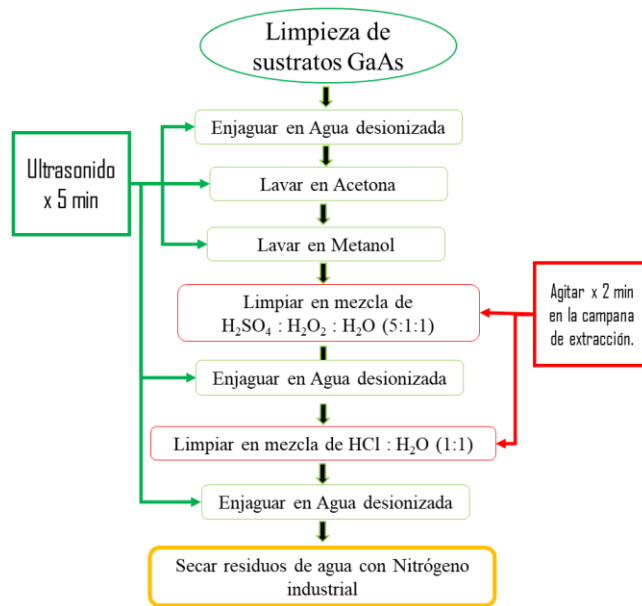 Limpieza de
sustratos GaAs
Enjaguar en Agua desionizada
Ultrasonido
x 5 min
Lavar en Acetona
Lavar en Metanol
Limpiar en mezcla de
H₂SO₄ : H₂O₂ : H₂O (5:1:1)
Agitar x 2 min
en la campana
de extracción.
Enjaguar en Agua desionizada
Limpiar en mezcla de HCl : H₂O (1:1)
Enjaguar en Agua desionizada
Secar residuos de agua con Nitrógeno
industrial